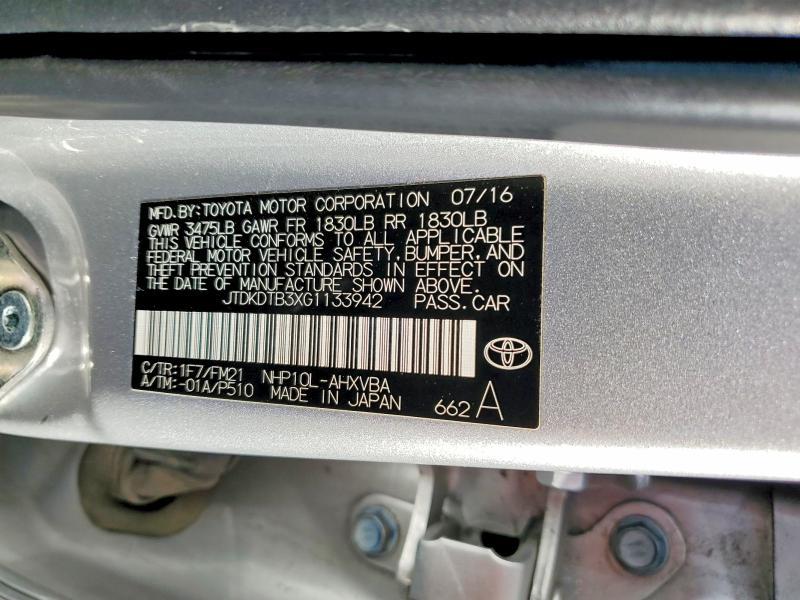 MFD.BY:TOYOTA MOTOR CORPORATION 07/16
GVWR 3475LB GAWR FR 1830LB RR 1830LB
THIS VEHICLE CONFORMS TO ALL APPLICABLE
FEDERAL MOTOR VEHICLE SAFETY,BUMPER,AND
THEFT PREVENTION STANDARDS IN EFFECT ON
THE DATE OF MANUFACTURE SHOWN ABOVE.
JTDKDTB3XG1133942 PASS.CAR
C/TR:1F7/FM21 NHP10L-AHXVBA
A/TM:-01A/P510 MADE IN JAPAN 662 A